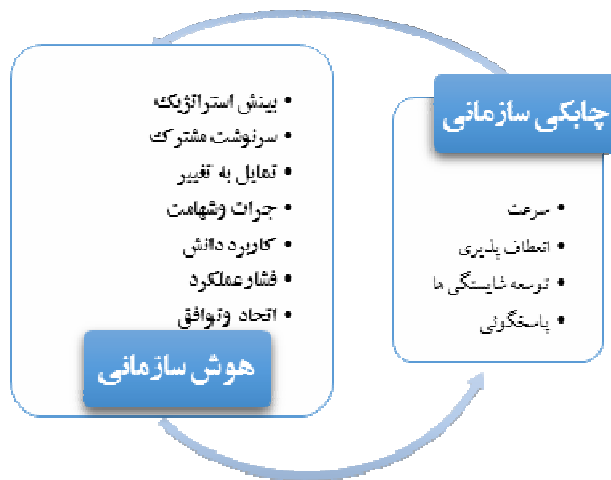 چابکی سازمانی
• سرعت
• انعطاف پذیری
• توسعه شایستگی ها
• پاسخگوئی
• بینش استراتژیک
• سرنوشت مشترک
• تمایل به تغییر
• جرات وشهامت
• کاربرد دانش
• فشارعملکرد
• اتحاد وتوافق
هوش سازمانی